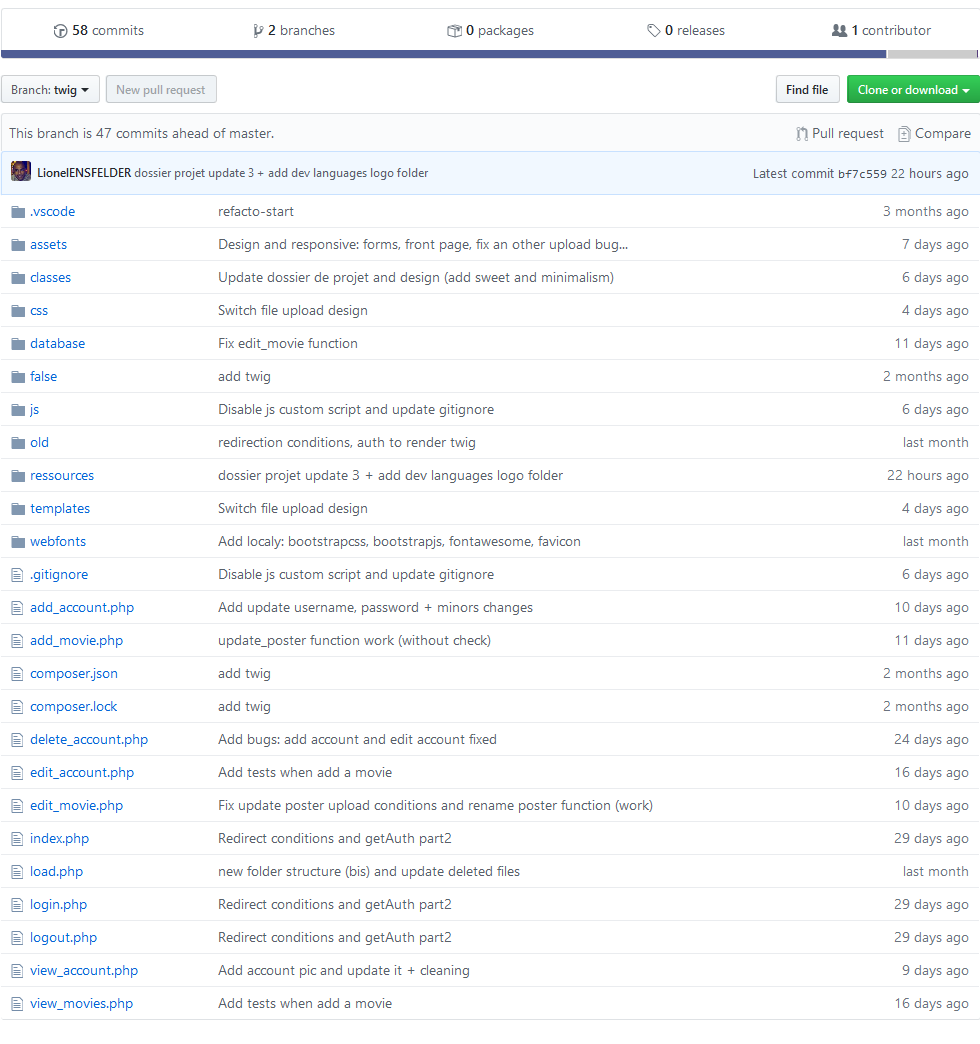 58 commits 2 branches 0 packages 0 releases 1 contributor
Branch: twig New pull request Find file Clone or download
This branch is 47 commits ahead of master. Pull request Compare
LionelENSFELDER dossier projet update 3 + add dev languages logo folder Latest commit bf7c559 22 hours ago
.vscode refacto-start 3 months ago
assets Design and responsive: forms, front page, fix an other upload bug... 7 days ago
classes Update dossier de projet and design (add sweet and minimalism) 6 days ago
css Switch file upload design 4 days ago
database Fix edit_movie function 11 days ago
false add twig 2 months ago
js Disable js custom script and update gitignore 6 days ago
old redirection conditions, auth to render twig last month
ressources dossier projet update 3 + add dev languages logo folder 22 hours ago
templates Switch file upload design 4 days ago
webfonts Add localy: bootstrapcss, bootstrapjs, fontawesome, favicon last month
.gitignore Disable js custom script and update gitignore 6 days ago
add_account.php Add update username, password + minors changes 10 days ago
add_movie.php update_poster function work (without check) 11 days ago
composer.json add twig 2 months ago
composer.lock add twig 2 months ago
delete_account.php Add bugs: add account and edit account fixed 24 days ago
edit_account.php Add tests when add a movie 16 days ago
edit_movie.php Fix update poster upload conditions and rename poster function (work) 10 days ago
index.php Redirect conditions and getAuth part2 29 days ago
load.php new folder structure (bis) and update deleted files last month
login.php Redirect conditions and getAuth part2 29 days ago
logout.php Redirect conditions and getAuth part2 29 days ago
view_account.php Add account pic and update it + cleaning 9 days ago
view_movies.php Add tests when add a movie 16 days ago